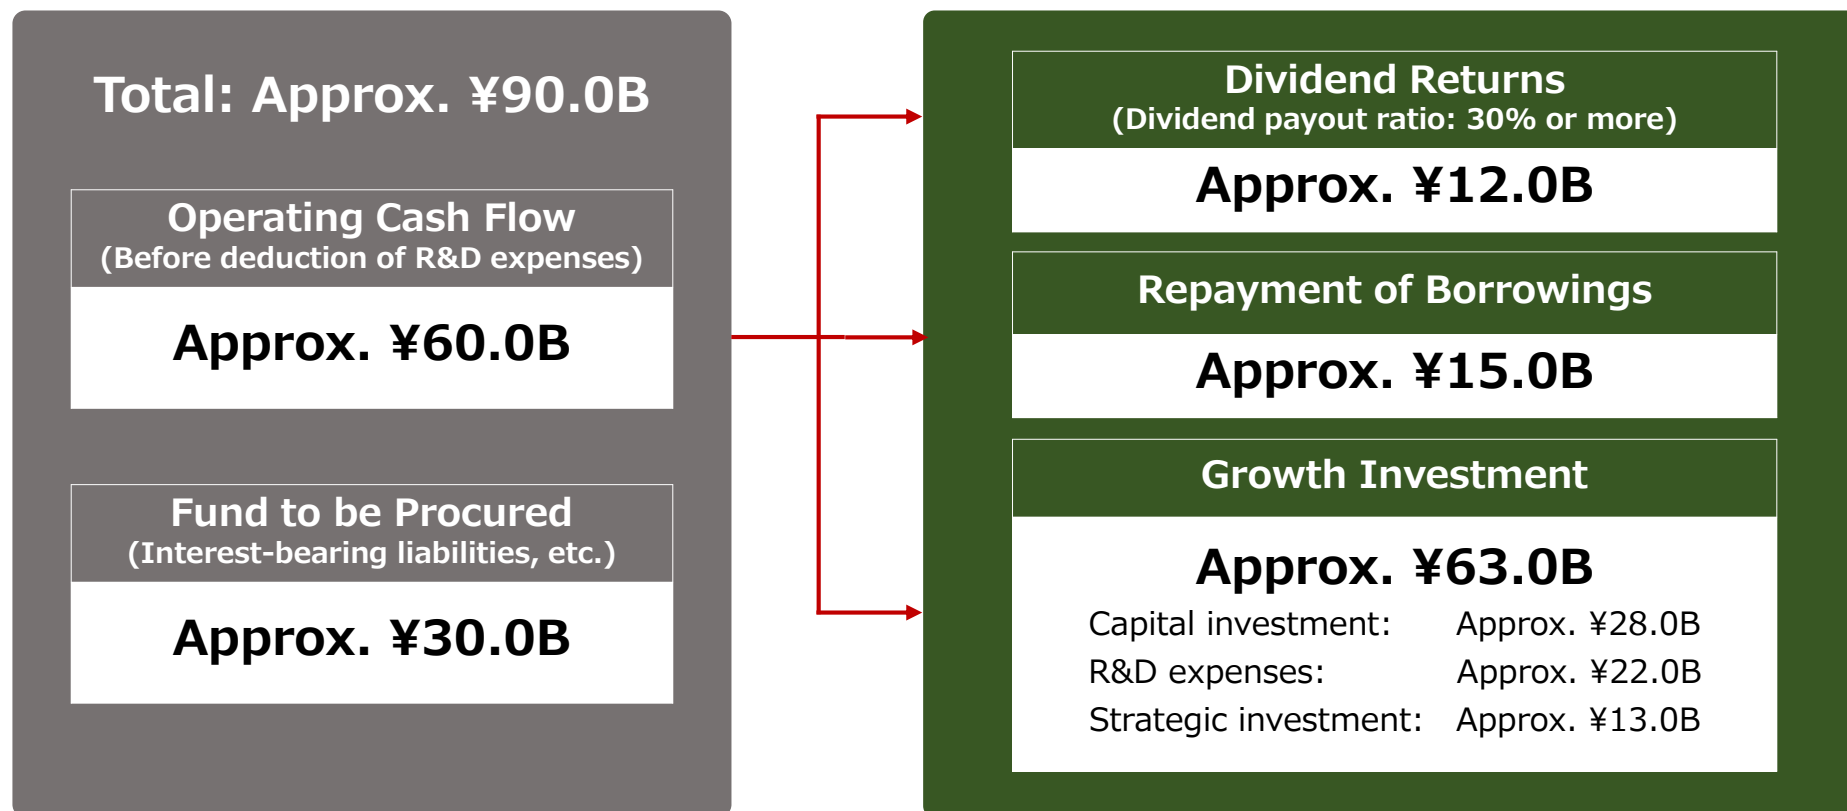 Total: Approx. ¥90.0B
Operating Cash Flow
(Before deduction of R&D expenses)
Approx. ¥60.0B
Fund to be Procured
(Interest-bearing liabilities, etc.)
Approx. ¥30.0B
Dividend Returns
(Dividend payout ratio: 30% or more)
Approx. ¥12.0B
Repayment of Borrowings
Approx. ¥15.0B
Growth Investment
Approx. ¥63.0B
Capital investment: Approx. ¥28.0B
R&D expenses: Approx. ¥22.0B
Strategic investment: Approx. ¥13.0B